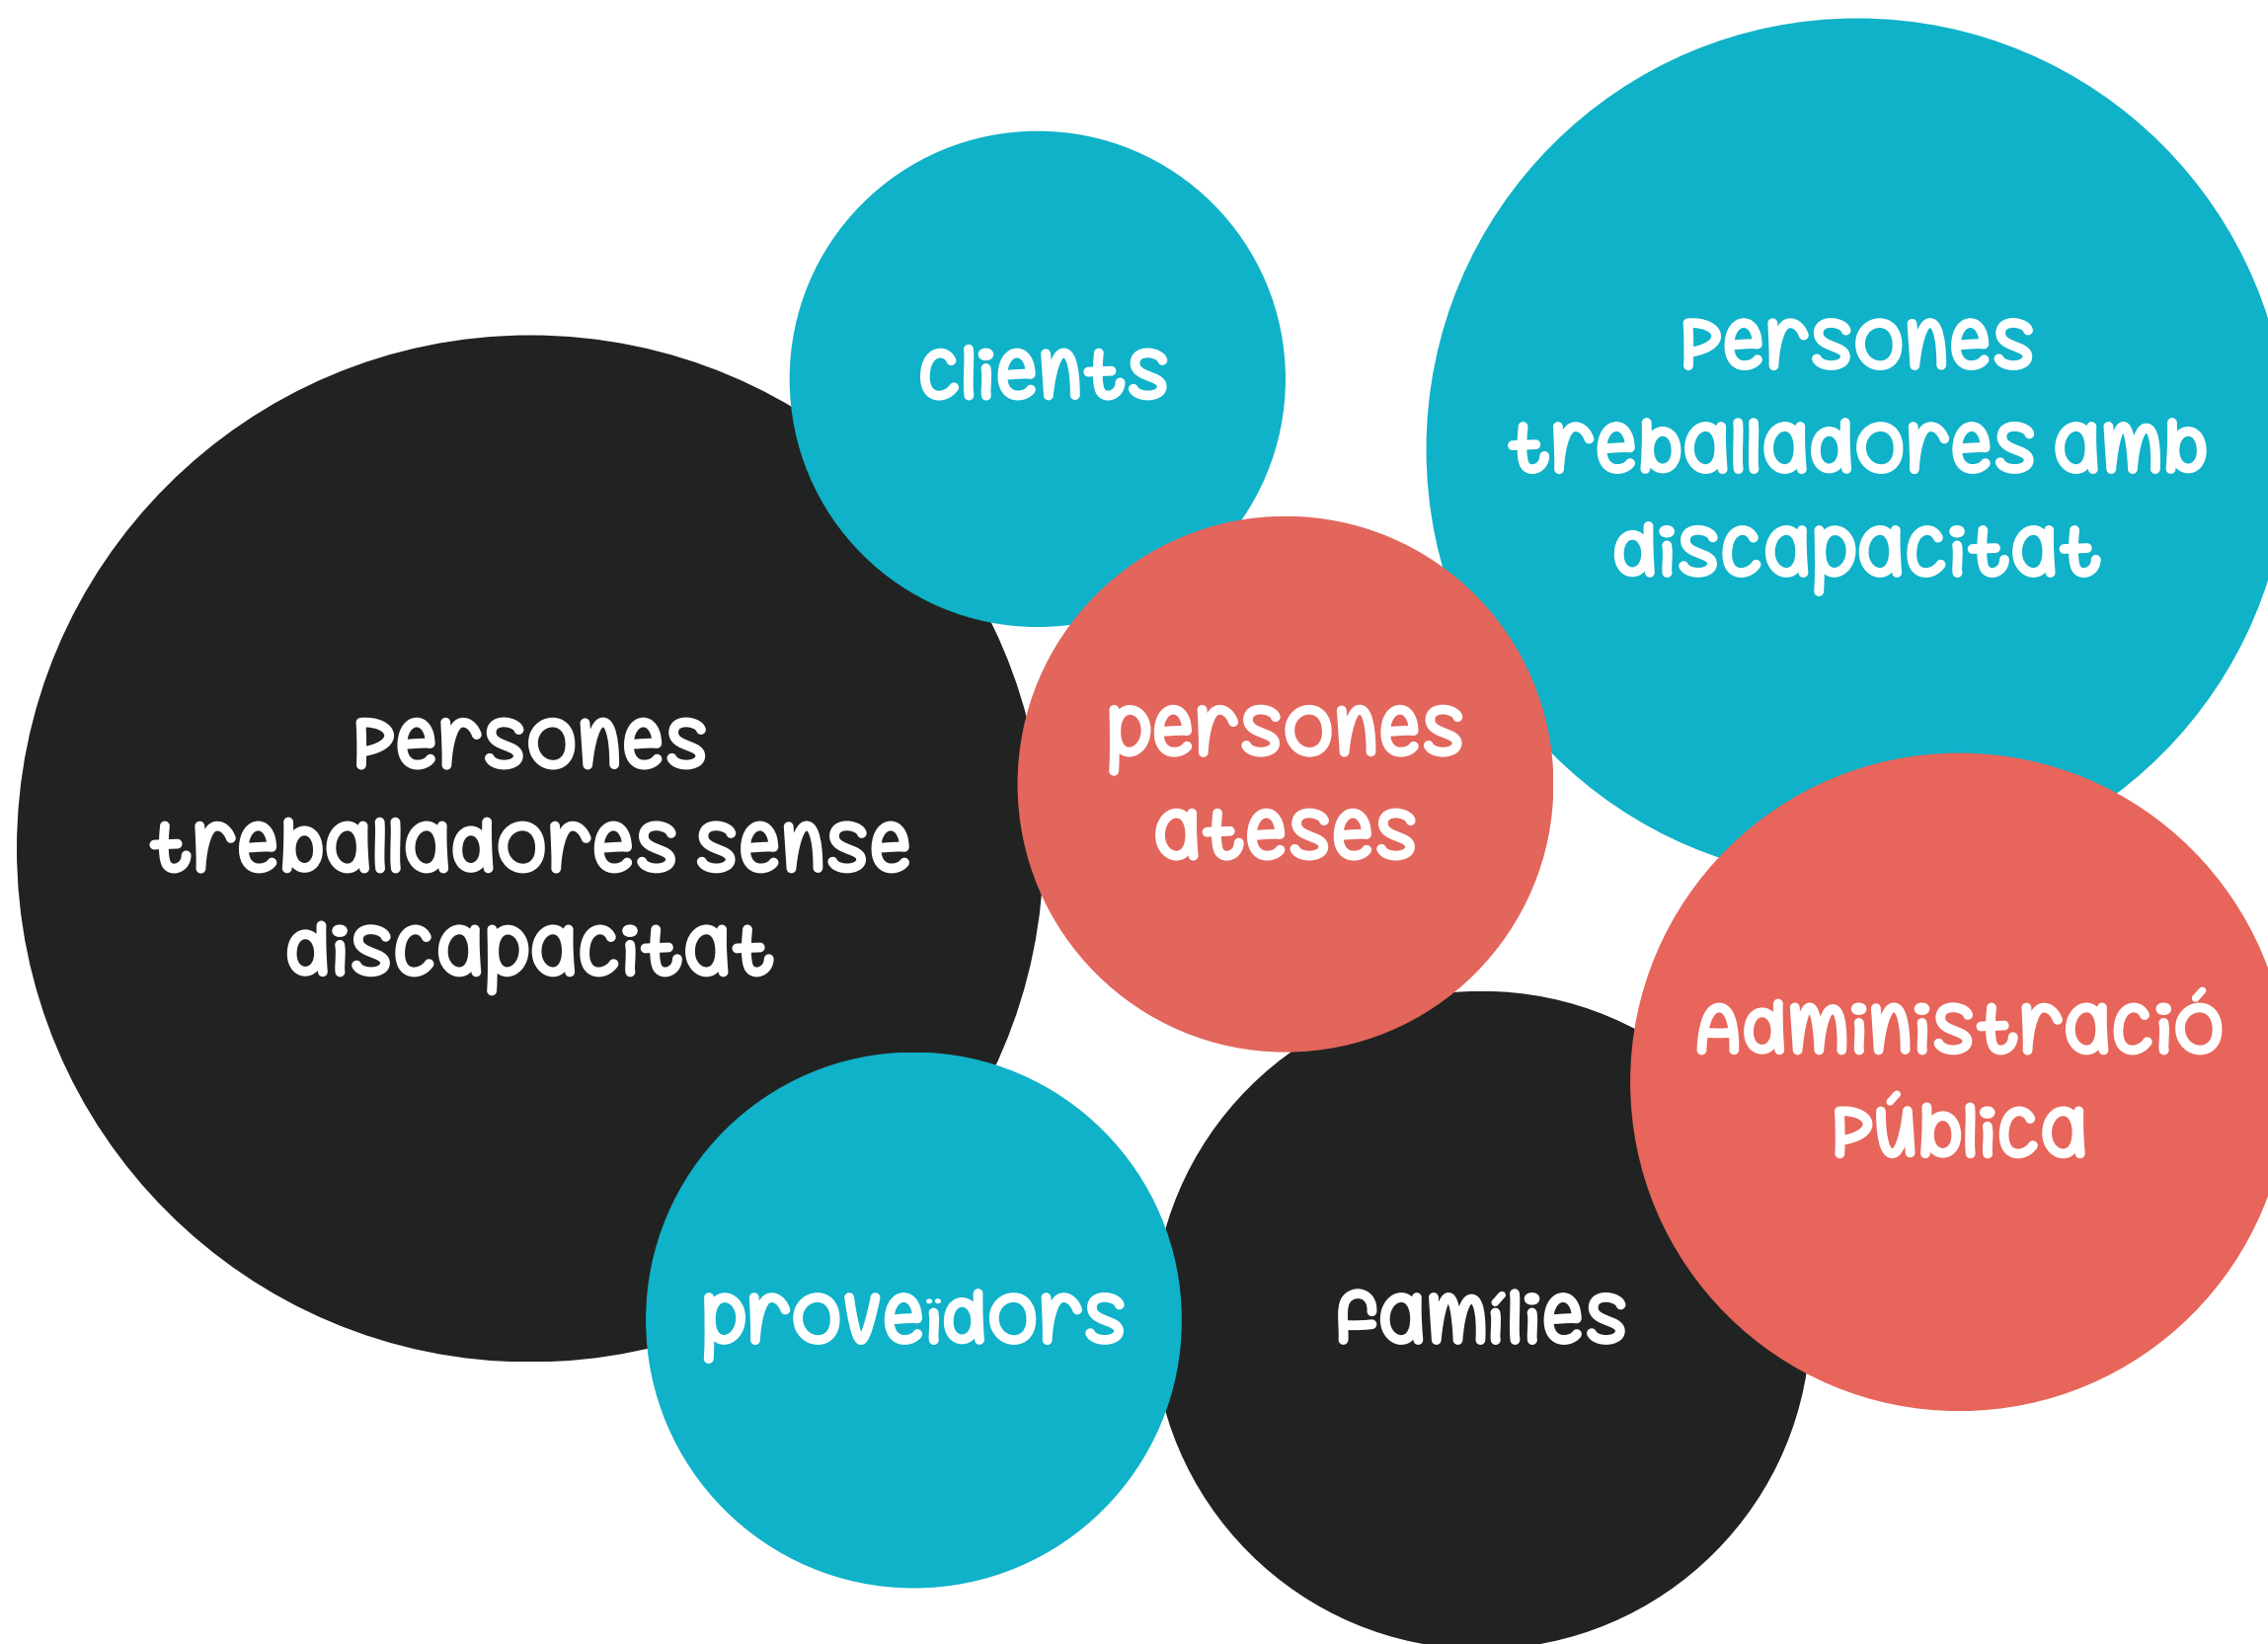 Clients
Persones
treballadores amb
discapacitat
Persones
treballadores sense
discapacitat
persones
ateses
Administració
Pública
proveïdors
famílies